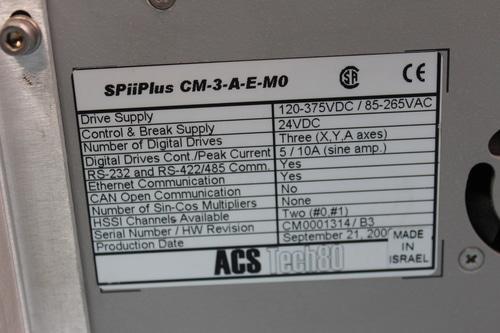 SPiiPlus CM-3-A-E-M0
CSA
CE
Drive Supply 120-375VDC / 85-265VAC
Control & Break Supply 24VDC
Number of Digital Drives Three (X,Y,A axes)
Digital Drives Cont./Peak Current 5 / 10A (sine amp.)
RS-232 and RS-422/485 Comm. Yes
Ethernet Communication Yes
CAN Open Communication No
Number of Sin-Cos Multipliers None
HSSI Channels Available Two (#0,#1)
Serial Number / HW Revision CM0001314 / B3
Production Date September 21,
MADE
IN
ISRAEL
ACS Tech80